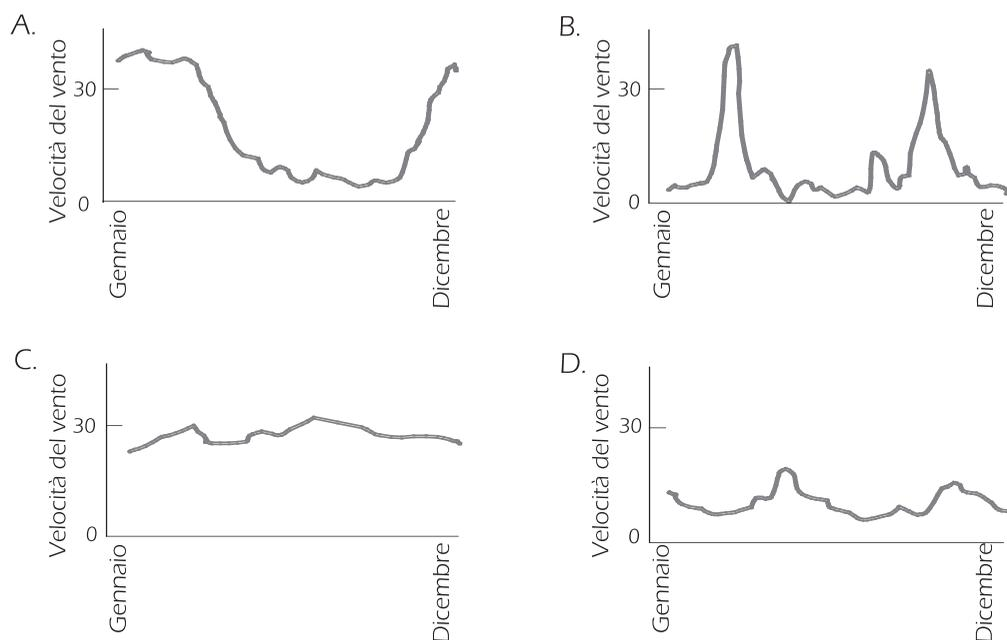 A.
Velocità del vento
30
0
Gennaio
Dicembre
B.
Velocità del vento
30
0
Gennaio
Dicembre
C.
Velocità del vento
30
0
Gennaio
Dicembre
D.
Velocità del vento
30
0
Gennaio
Dicembre